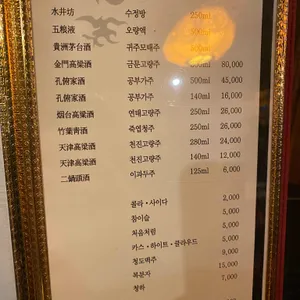 水井坊 수정방 250ml
五粮液 오량액
貴洲茅台酒 귀주모태주
金門高粱酒 금문고량주 80,000
孔府家酒 공부가주 500ml 45,000
孔府家酒 공부가주 140ml 16,000
烟台高粱酒 연태고량주 250ml 26,000
竹葉靑酒 죽엽청주 250ml 26,000
天津高粱酒 천진고량주 280ml 24,000
天津高粱酒 천진고량주 140ml 12,000
二鍋頭酒 이과두주 125ml 6,000
콜라 · 사이다 2,000
참이슬 5,000
처음처럼 5,000
카스 · 하이트 · 클라우드 5,000
청도맥주 8,000
복분자 15,000
청하 7,000